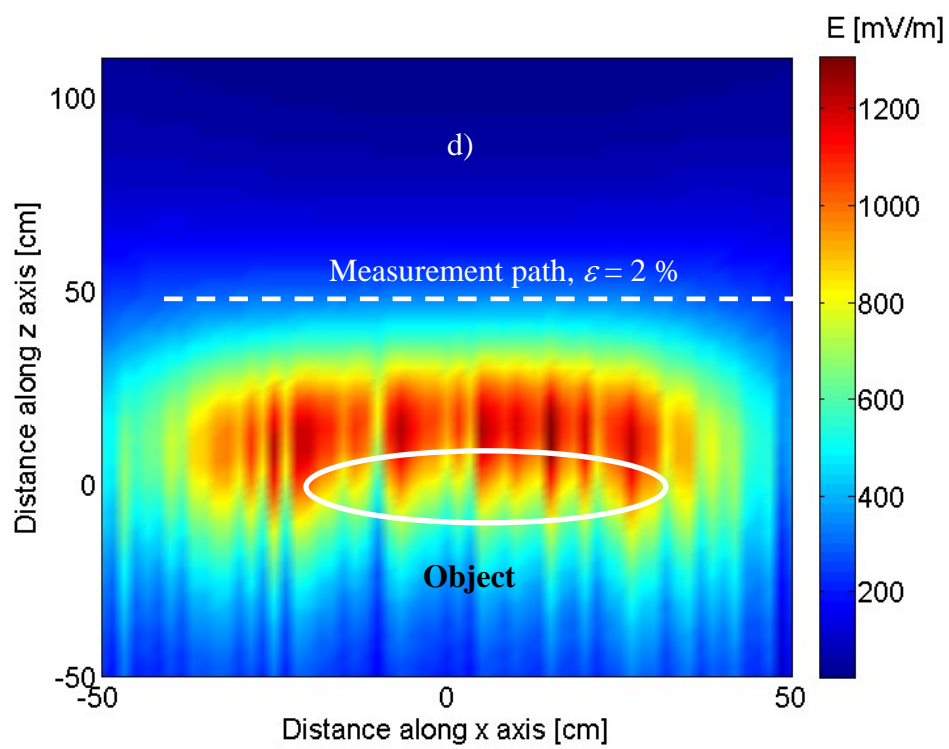 E [mV/m]
100
50
0
-50
Distance along z axis [cm]
d)
Measurement path, ε = 2 %
Object
-50
0
50
Distance along x axis [cm]
1200
1000
800
600
400
200